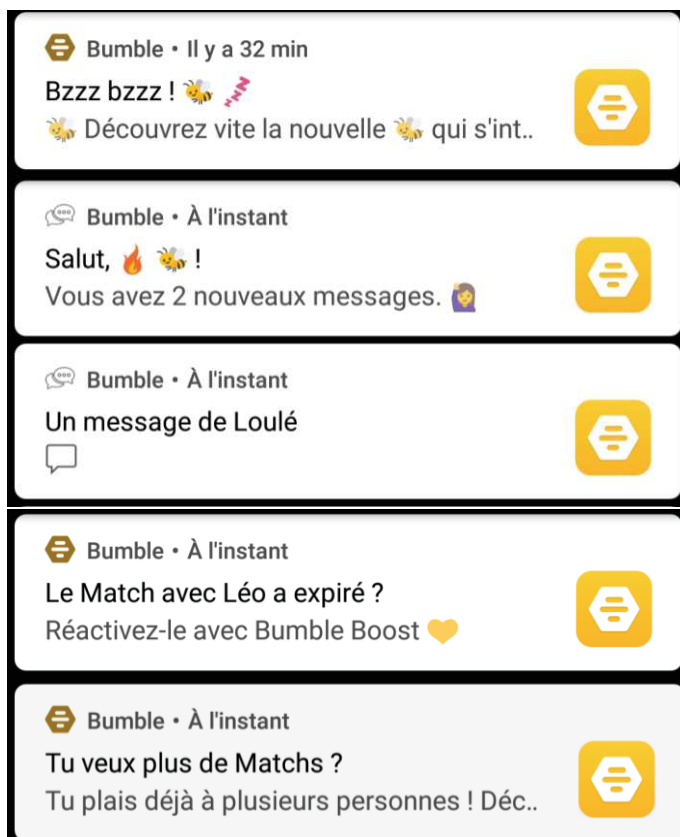 Bumble • Il y a 32 min
Bzzz bzzz ! 🐝 💤
🐝 Découvrez vite la nouvelle 🐝 qui s'int..
Bumble • À l'instant
Salut, 🔥 🐝 !
Vous avez 2 nouveaux messages. 🙋‍♀️
Bumble • À l'instant
Un message de Loulé
Bumble • À l'instant
Le Match avec Léo a expiré ?
Réactivez-le avec Bumble Boost 💛
Bumble • À l'instant
Tu veux plus de Matchs ?
Tu plais déjà à plusieurs personnes ! Déc..